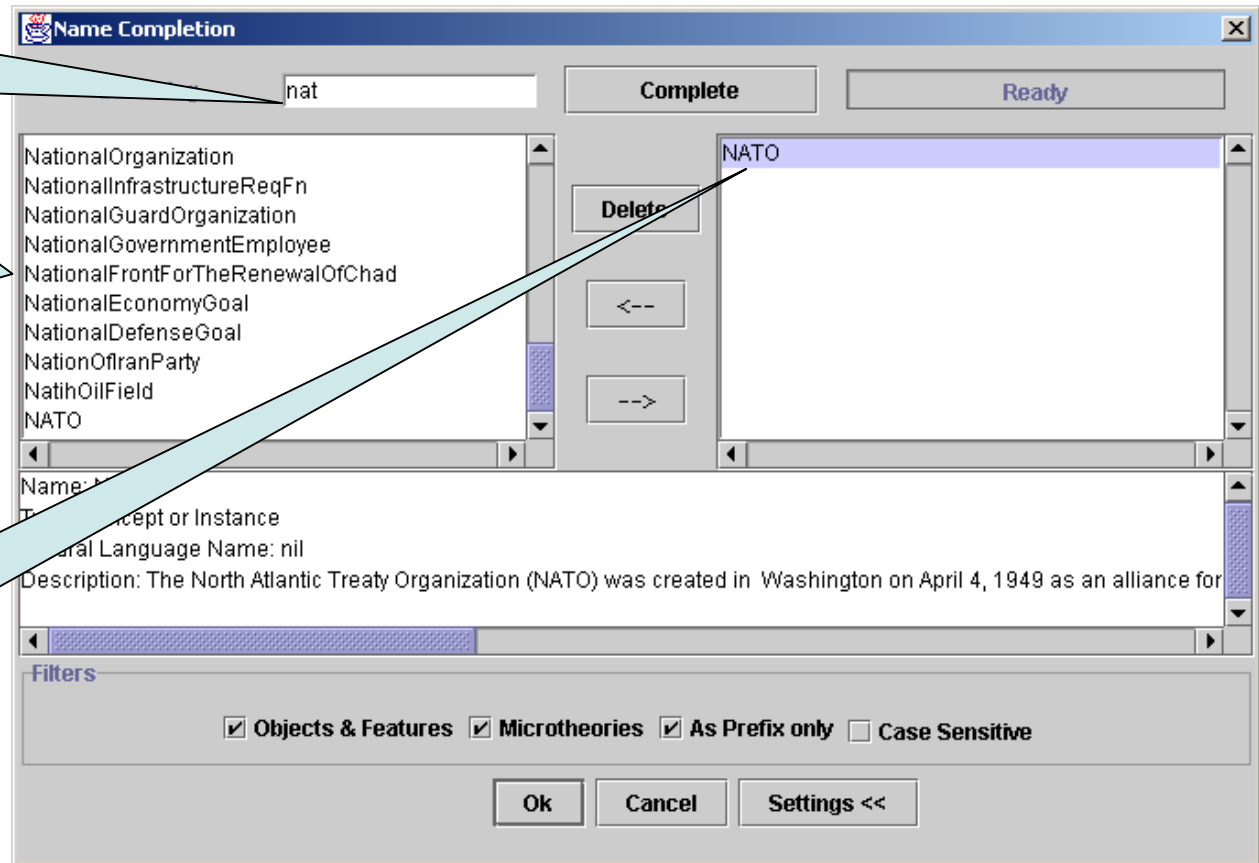 Name Completion
nat
Complete
Ready
NationalOrganization
NationalInfrastructureReqFn
NationalGuardOrganization
NationalGovernmentEmployee
NationalFrontForTheRenewalOfChad
NationalEconomyGoal
NationalDefenseGoal
NationOfIranParty
NatihOilField
NATO
Delete
<--
-->
NATO
Name:
or Instance
Language Name: nil
Description: The North Atlantic Treaty Organization (NATO) was created in Washington on April 4, 1949 as an alliance for
Filters
Objects & Features Microtheories As Prefix only Case Sensitive
Ok Cancel Settings <<